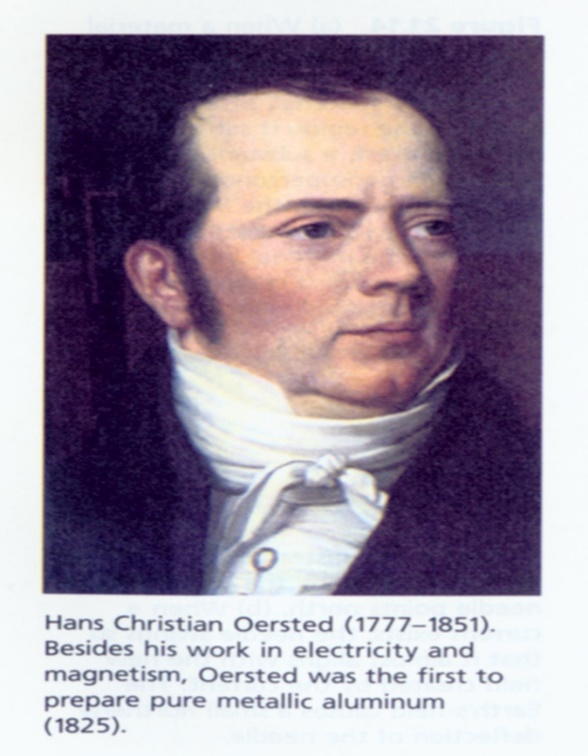 Hans Christian Oersted (1777–1851).
Besides his work in electricity and
magnetism, Oersted was the first to
prepare pure metallic aluminum
(1825).